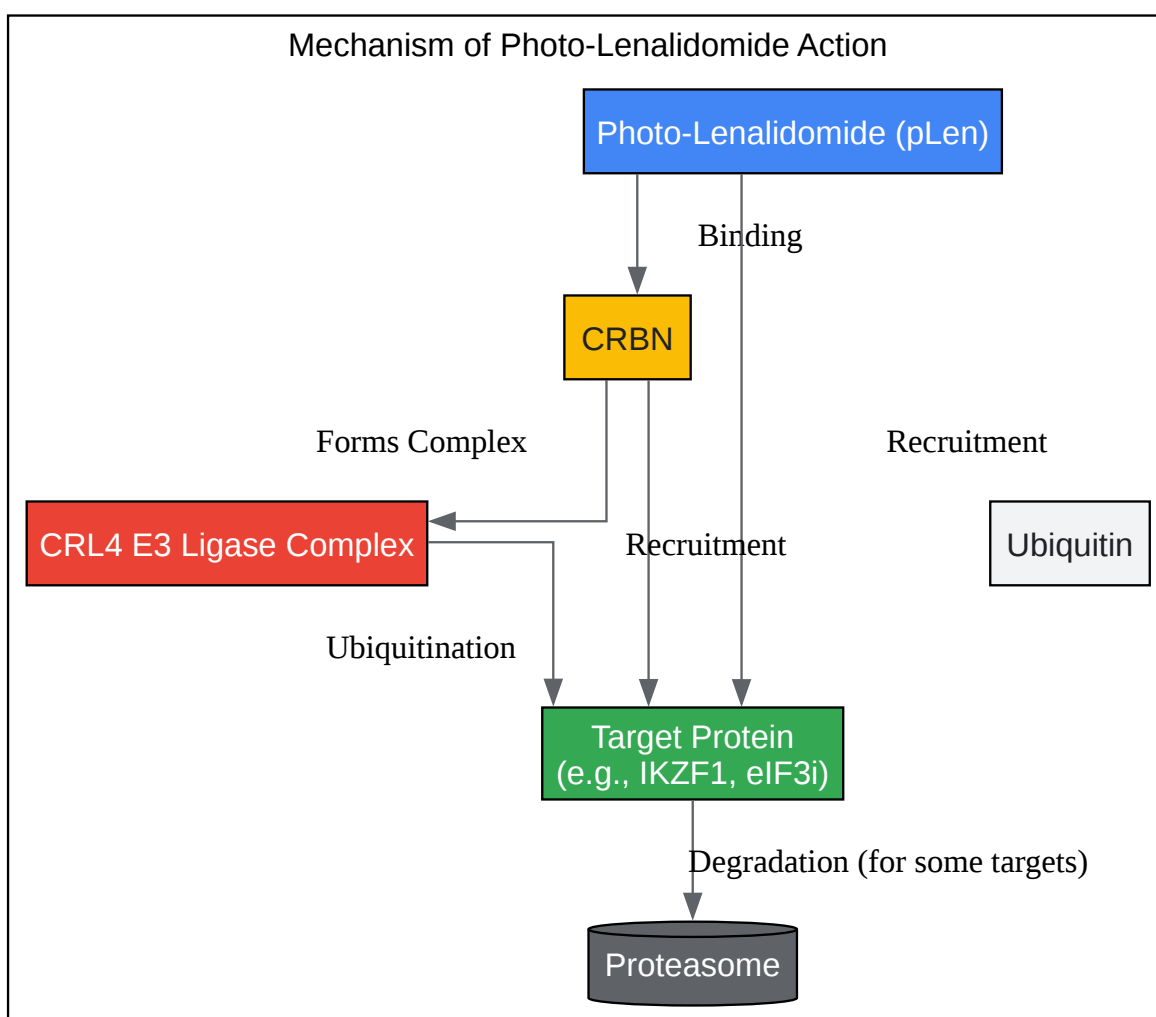 Mechanism of Photo-Lenalidomide Action
Photo-Lenalidomide (pLen)
Binding
CRBN
Forms Complex
Recruitment
CRL4 E3 Ligase Complex
Recruitment
Ubiquitin
Ubiquitination
Target Protein
(e.g., IKZF1, eIF3i)
Degradation (for some targets)
Proteasome